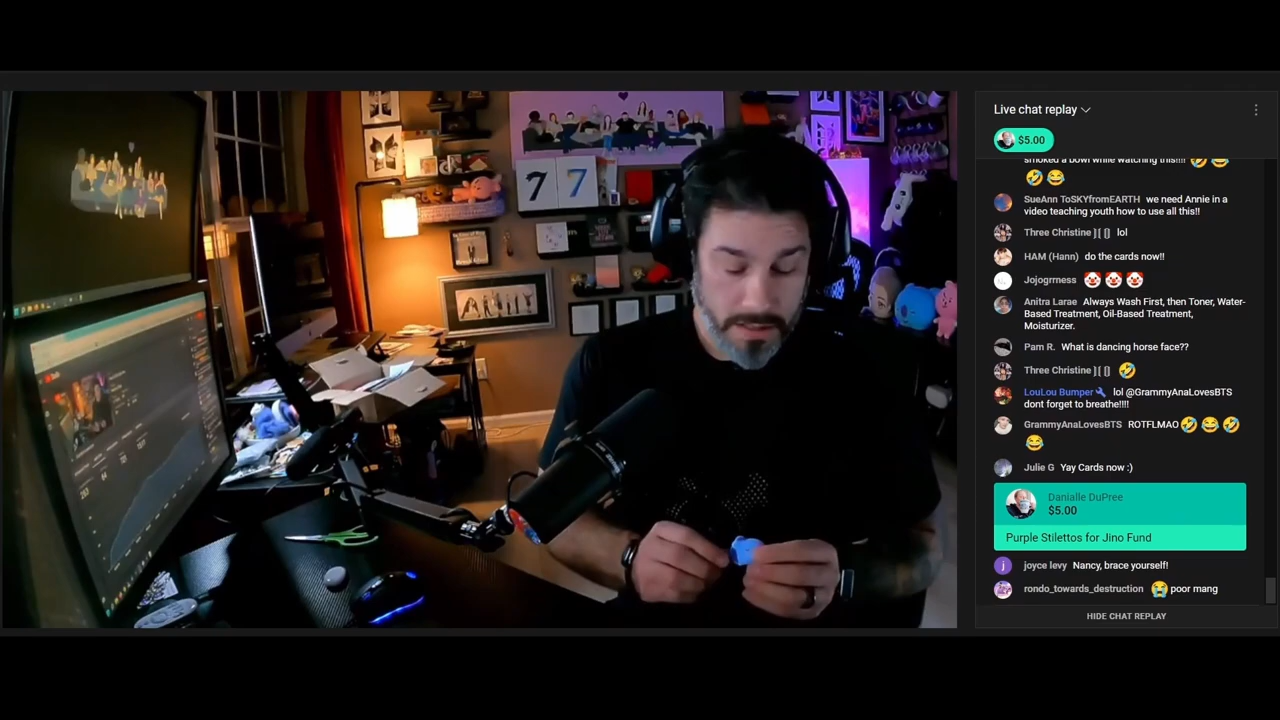 Live chat replay
$5.00
smoked a bowl while watching this!!!! 🤣😂
🤣😂
SueAnn ToSKYfromEARTH we need Annie in a
video teaching youth how to use all this!!
Three Christine ][ []] lol
HAM (Hann) do the cards now!!
Jojogrrness 🤡🤡🤡
Anitra Larae Always Wash First, then Toner, Water-
Based Treatment, Oil-Based Treatment,
Moisturizer.
Pam R. What is dancing horse face??
Three Christine ][ []] 🤣
LouLou Bumper🔧 lol @GrammyAnaLovesBTS
dont forget to breathe!!!!
GrammyAnaLovesBTS ROTFLMAO🤣😂🤣
😂
Julie G Yay Cards now :)
Danialle DuPree
$5.00
Purple Stilettos for Jino Fund
joyce levy Nancy, brace yourself!
rondo_towards_destruction 😭poor mang
HIDE CHAT REPLAY
7 7